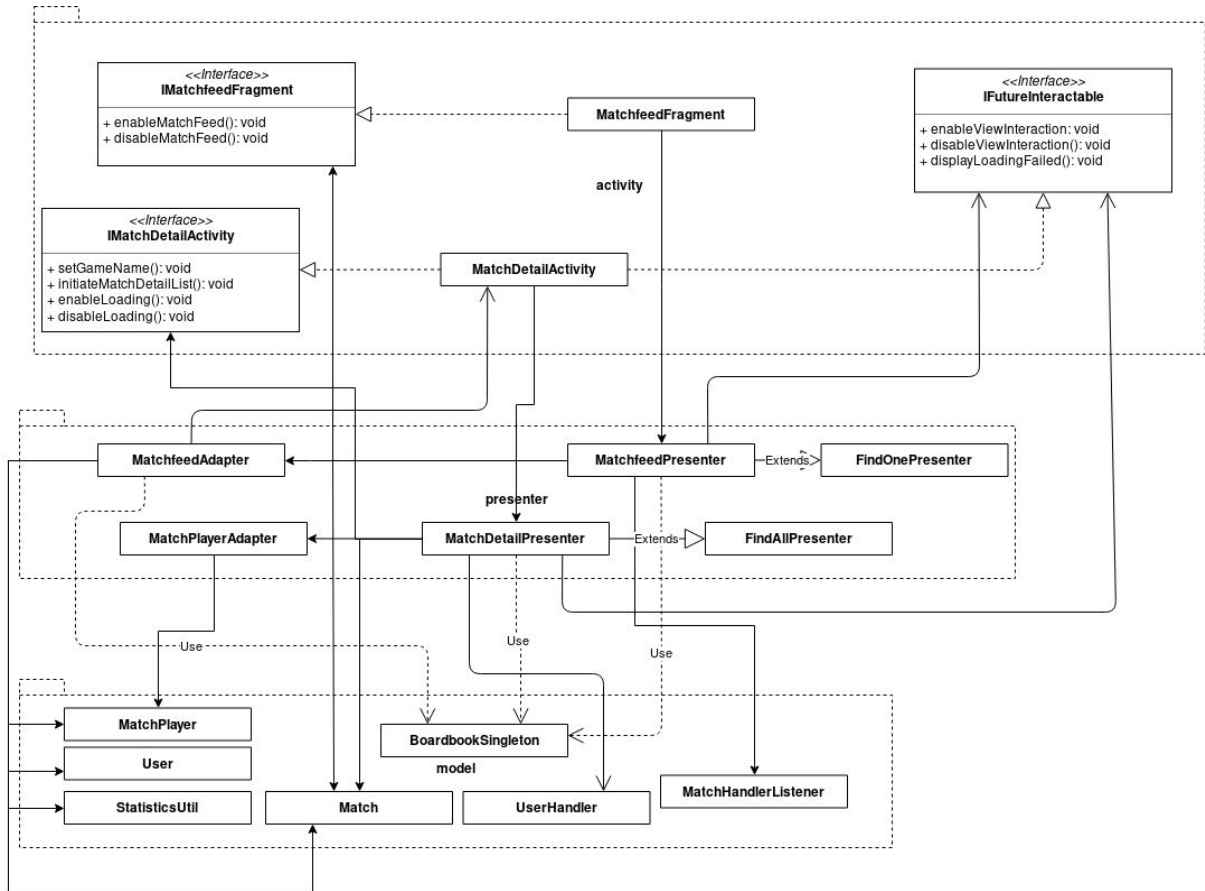 <<Interface>>
IMatchfeedFragment
+ enableMatchFeed(): void
+ disableMatchFeed(): void
MatchfeedFragment
<<Interface>>
IFutureInteractable
+ enableViewInteraction: void
+ disableViewInteraction(): void
+ displayLoadingFailed(): void
activity
<<Interface>>
IMatchDetailActivity
+ setGameName(): void
+ initiateMatchDetailList(): void
+ enableLoading(): void
+ disableLoading(): void
MatchDetailActivity
MatchfeedAdapter
MatchfeedPresenter
Extends
FindOnePresenter
presenter
MatchPlayerAdapter
MatchDetailPresenter
Extends
FindAllPresenter
Use
Use
Use
MatchPlayer
User
StatisticsUtil
BoardbookSingleton
model
Match
UserHandler
MatchHandlerListener